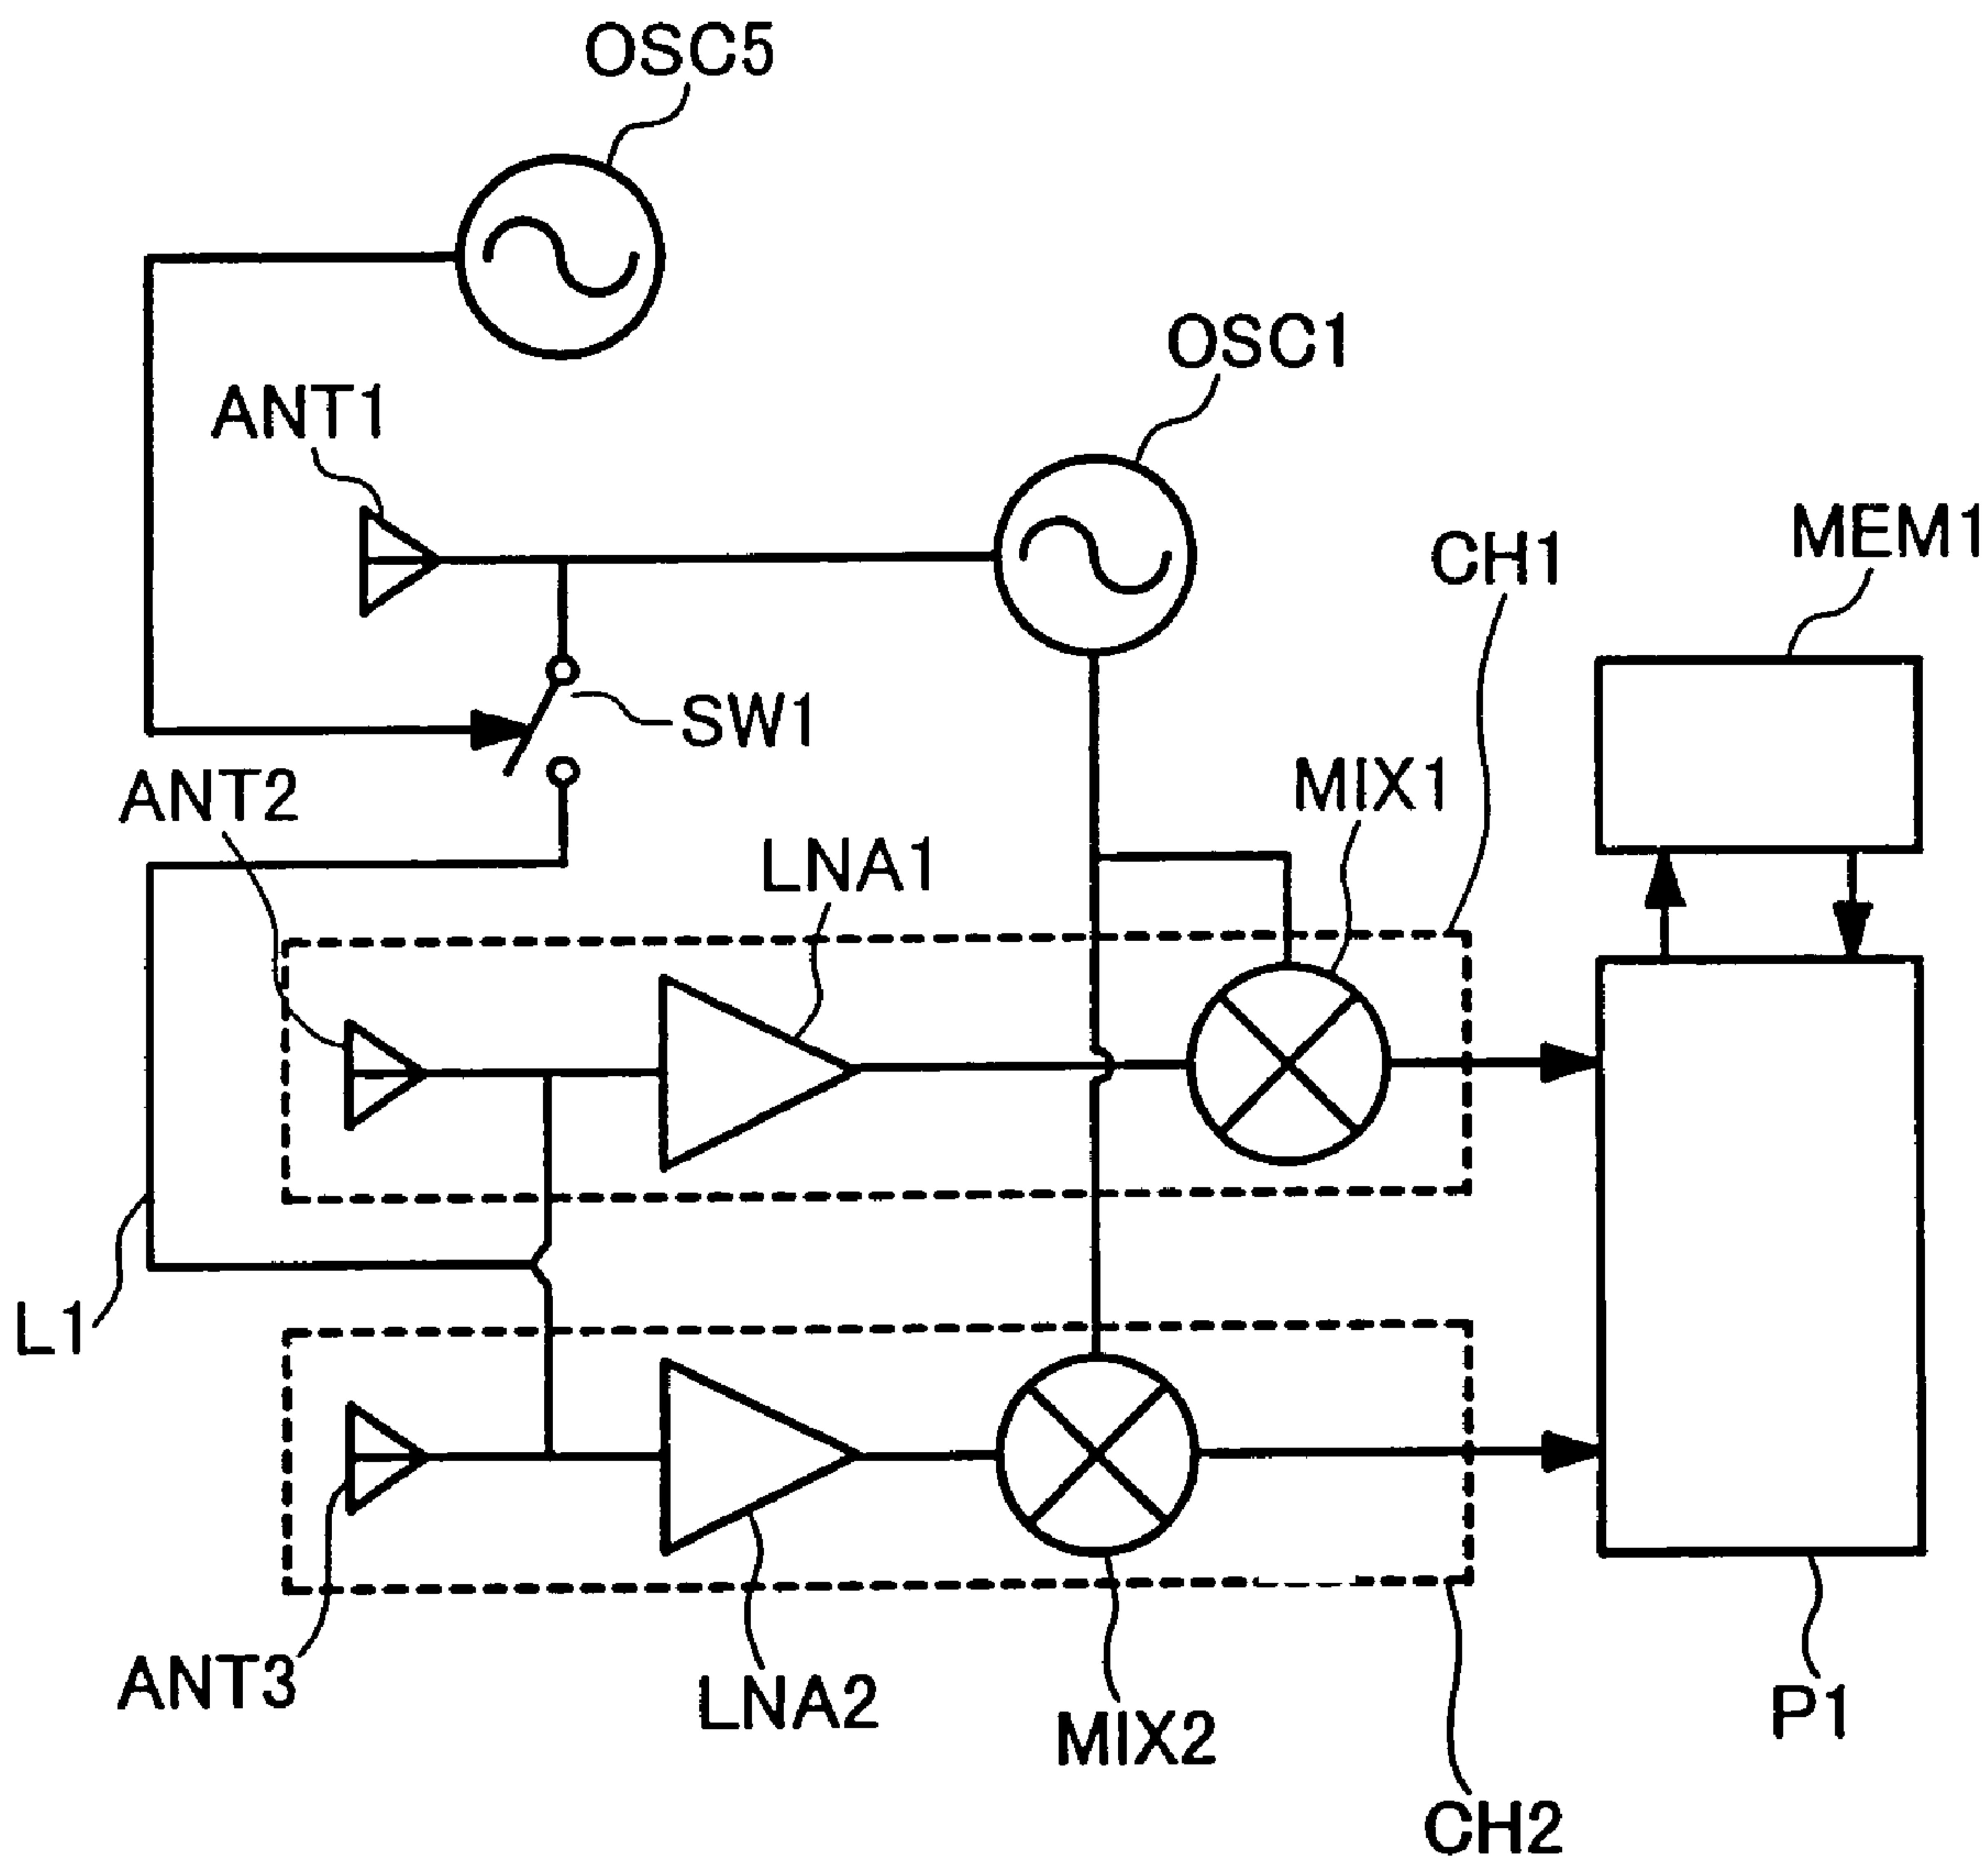 OSC5
OSC1
ANT1
MEM1
CH1
SW1
ANT2
MIX1
LNA1
L1
ANT3
LNA2
MIX2
P1
CH2